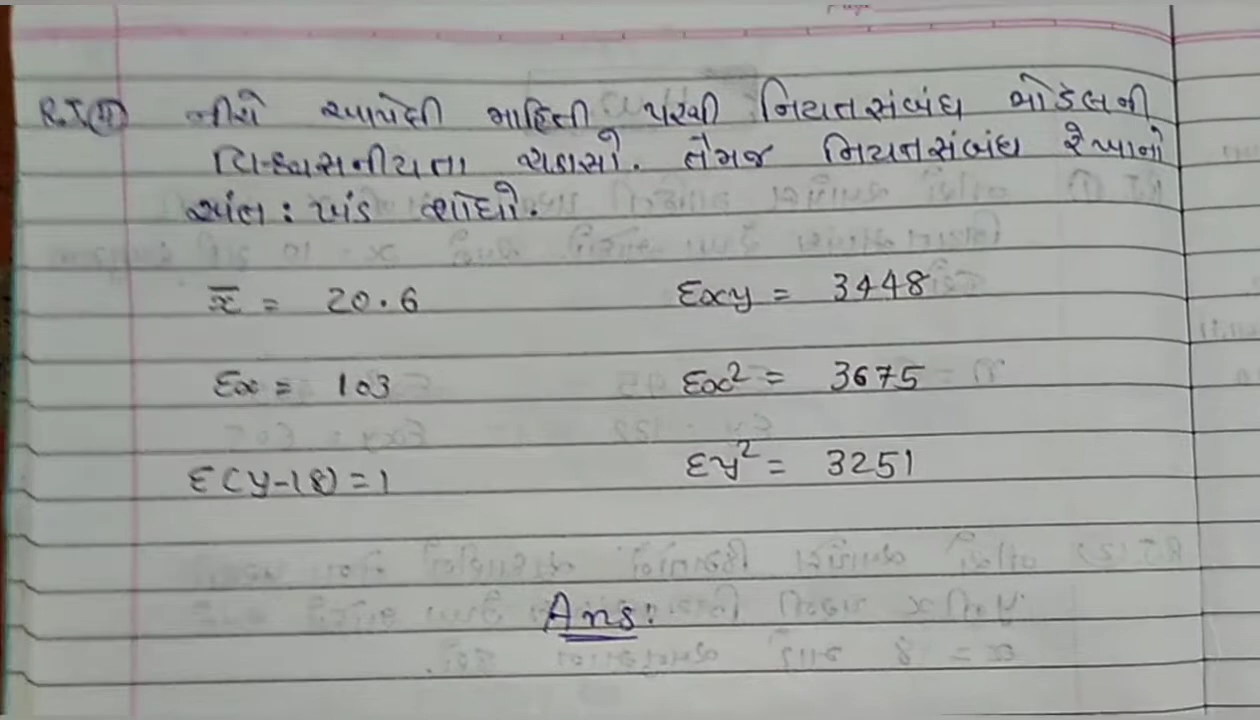 નીચે આપેલી માહિતી પરથી નિયતસંબંધ મોડેલની
વિશ્વસનીયતા ચકાસો. તેમજ નિયતસંબંધ રેખાનો
અંત: ખંડ શોધો.
x̄ = 20.6 Σxy = 3448
Σx = 103 Σx² = 3675
Σ(y-18) = 1 Σy² = 3251
Ans: